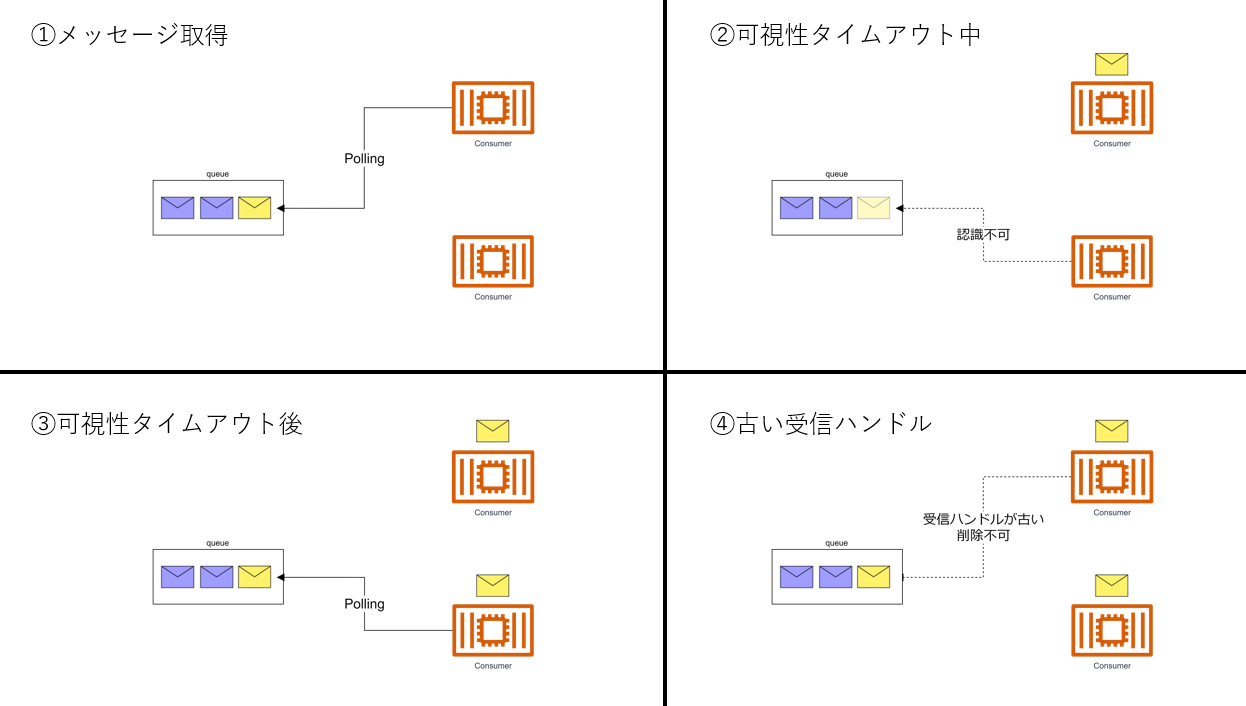 ①メッセージ取得
Consumer
Polling
queue
Consumer
②可視性タイムアウト中
Consumer
queue
認識不可
Consumer
③可視性タイムアウト後
Consumer
queue
Polling
Consumer
④古い受信ハンドル
Consumer
受信ハンドルが古い
削除不可
queue
Consumer